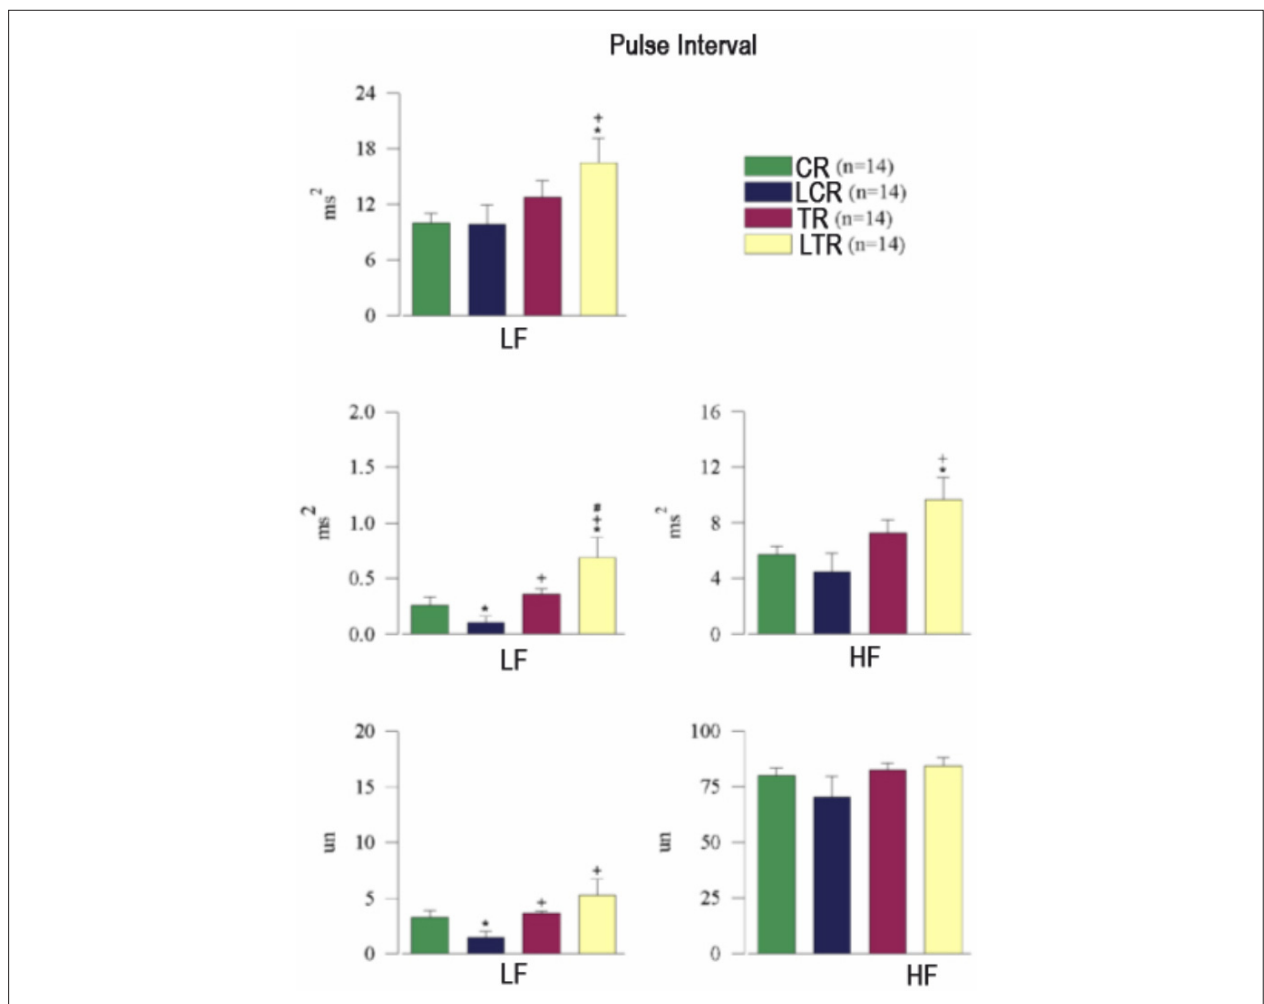 Pulse Interval
24
18
12
6
0
ms2
+
*
LF
CR (n=14)
LCR (n=14)
TR (n=14)
LTR (n=14)
2.0
1.5
1.0
0.5
0.0
ms2
*
+
#
+
*
LF
16
12
8
4
0
ms2
+
*
HF
20
15
10
5
0
un
*
+
+
LF
100
75
50
25
0
un
HF